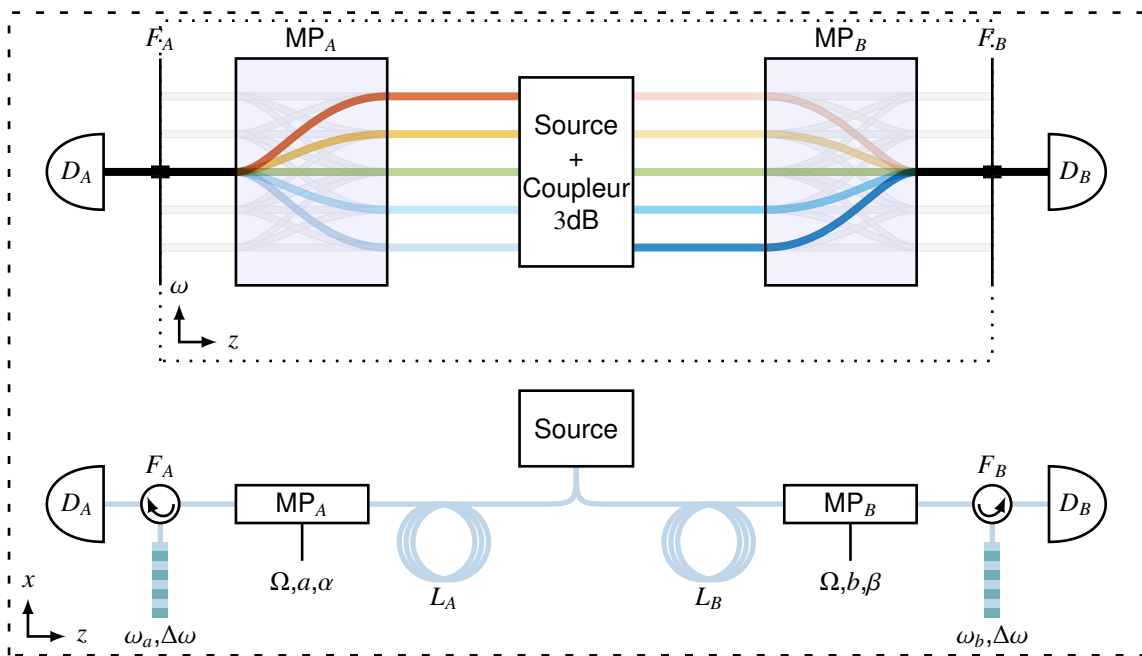 F_A MP_A MP_B F_B
D_A Source D_B
+
Coupleur
3dB
ω
z
Source
F_A F_B
D_A MP_A MP_B D_B
Ω,a,α L_A L_B Ω,b,β
x
z
ω_a,Δω ω_b,Δω